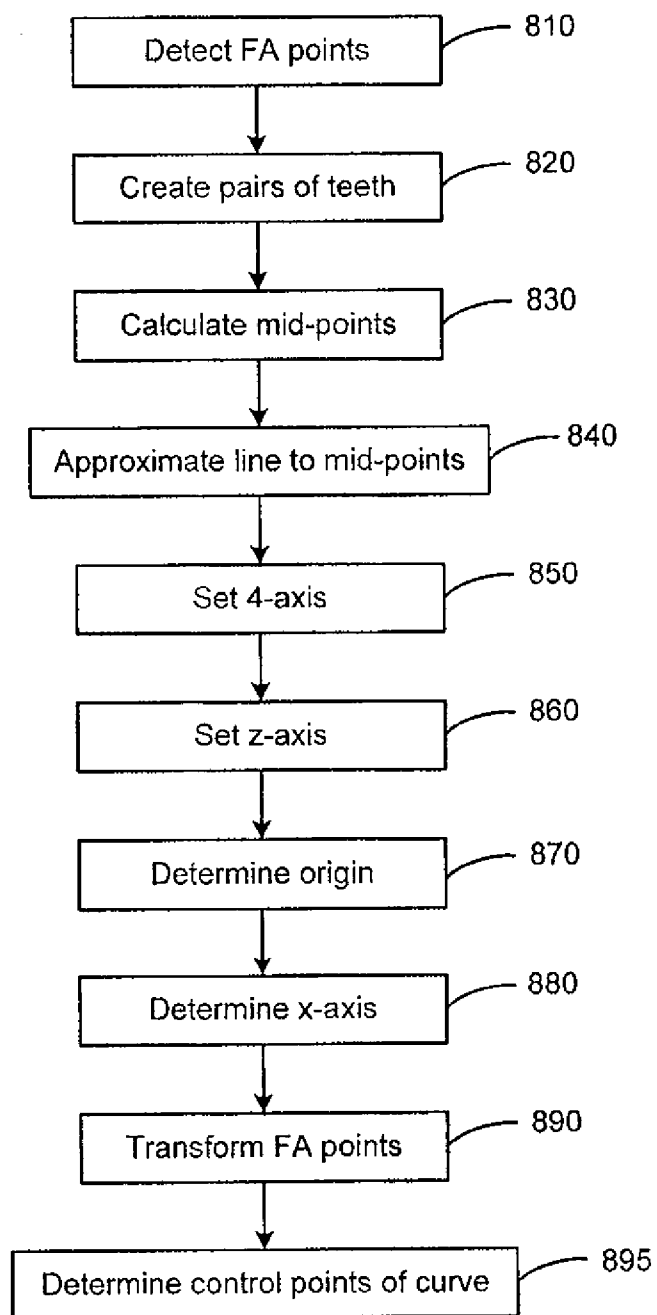 Detect FA points
810
Create pairs of teeth
820
Calculate mid-points
830
Approximate line to mid-points
840
Set 4-axis
850
Set z-axis
860
Determine origin
870
Determine x-axis
880
Transform FA points
890
Determine control points of curve
895